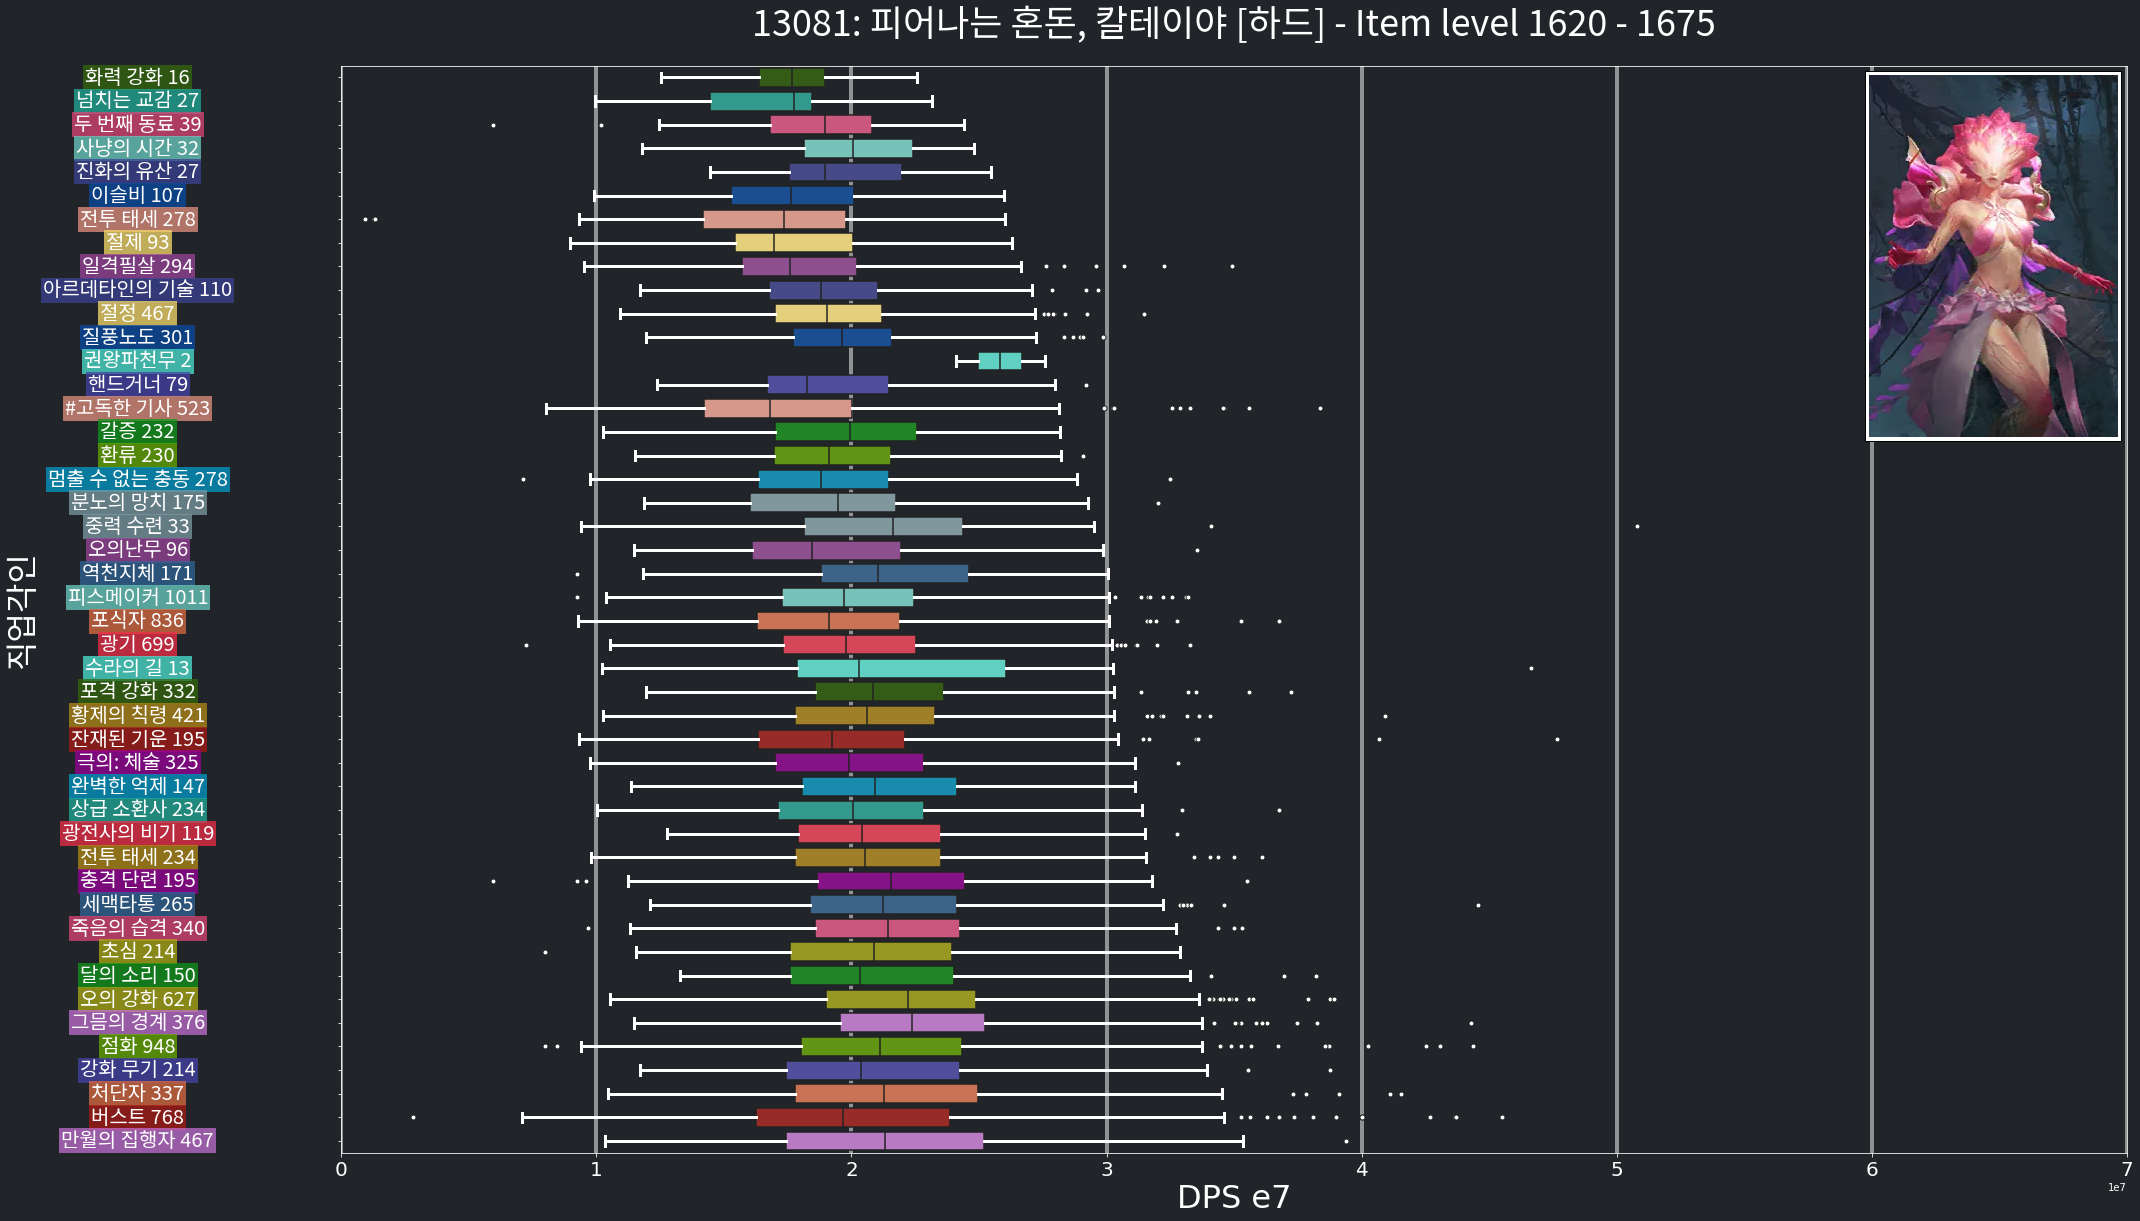 13081: 피어나는 혼돈, 칼테이야 [하드] - Item level 1620 - 1675
화력 강화 16
넘치는 교감 27
두 번째 동료 39
사냥의 시간 32
진화의 유산 27
이슬비 107
전투 태세 278
절제 93
일격필살 294
아르데타인의 기술 110
절정 467
질풍노도 301
권왕파천무 2
핸드거너 79
#고독한 기사 523
갈증 232
환류 230
멈출 수 없는 충동 278
분노의 망치 175
중력 수련 33
오의난무 96
역천지체 171
피스메이커 1011
포식자 836
광기 699
수라의 길 13
포격 강화 332
황제의 칙령 421
잔재된 기운 195
극의: 체술 325
완벽한 억제 147
상급 소환사 234
광전사의 비기 119
전투 태세 234
충격 단련 195
세맥타통 265
죽음의 습격 340
초심 214
달의 소리 150
오의 강화 627
그믐의 경계 376
점화 948
강화 무기 214
처단자 337
버스트 768
만월의 집행자 467
직업각인
0 1 2 3 4 5 6 7
DPS e7
1e7